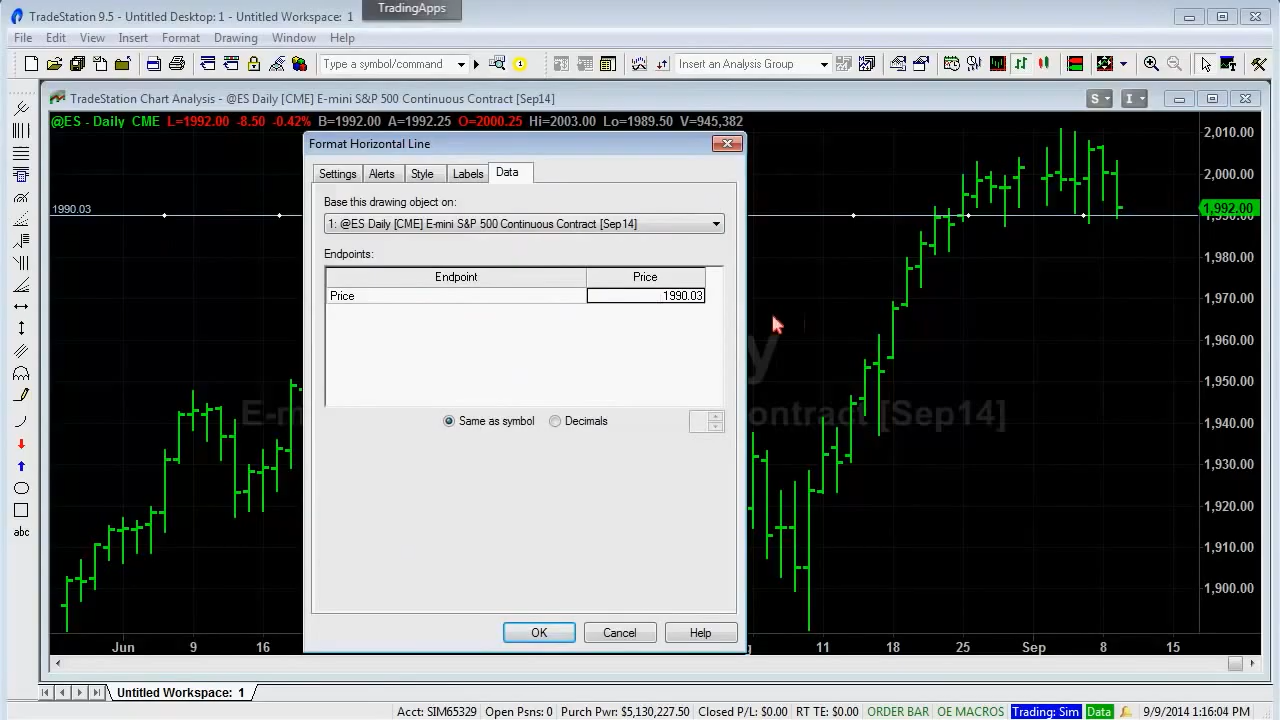 TradeStation 9.5 - Untitled Desktop: 1 - Untitled Workspace: 1
TradingApps
File Edit View Insert Format Drawing Window Help
Type a symbol/command
Insert an Analysis Group
TradeStation Chart Analysis - @ES Daily [CME] E-mini S&P 500 Continuous Contract [Sep14]
S I
@ES - Daily CME L=1992.00 -8.50 -0.42% B=1992.00 A=1992.25 O=2000.25 Hi=2003.00 Lo=1989.50 V=945,382
Format Horizontal Line
Settings Alerts Style Labels Data
Base this drawing object on:
1: @ES Daily [CME] E-mini S&P 500 Continuous Contract [Sep14]
Endpoints:
Endpoint Price
Price 1990.03
Same as symbol Decimals
OK Cancel Help
1990.03
2,010.00
2,000.00
1,992.00
1,980.00
1,970.00
1,960.00
1,950.00
1,940.00
1,930.00
1,920.00
1,910.00
1,900.00
y
E-m
ontract [Sep14]
abc
Jun 9 16 11 18 25 Sep 8 15
Untitled Workspace: 1
Acct: SIM65329 Open Psns: 0 Purch Pwr: $5,130,227.50 Closed P/L: $0.00 RT TE: $0.00 ORDER BAR OE MACROS Trading: Sim Data 9/9/2014 1:16:04 PM